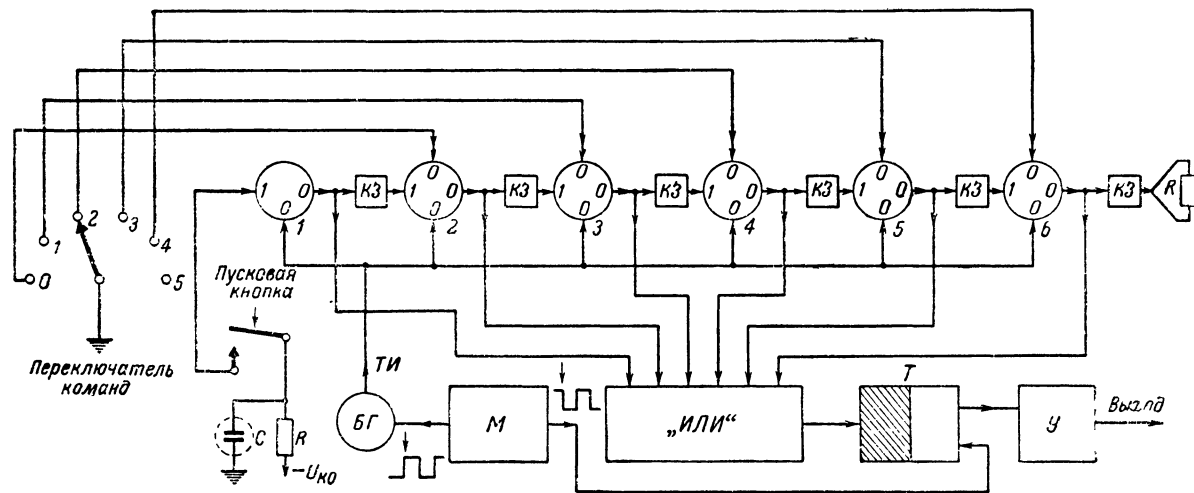 1 0 КЗ 0 1 0 КЗ 0 1 0 КЗ 0 1 0 КЗ 0 1 0 КЗ 0 1 0 КЗ R
0 0 0 0 0 0
1 2 3 4 5 6
0 1 2 3 4 5
Пусковая
кнопка
Переключатель
команд
ТИ
С R
-Uко
БГ
М
„ИЛИ“
Т
У
Выход